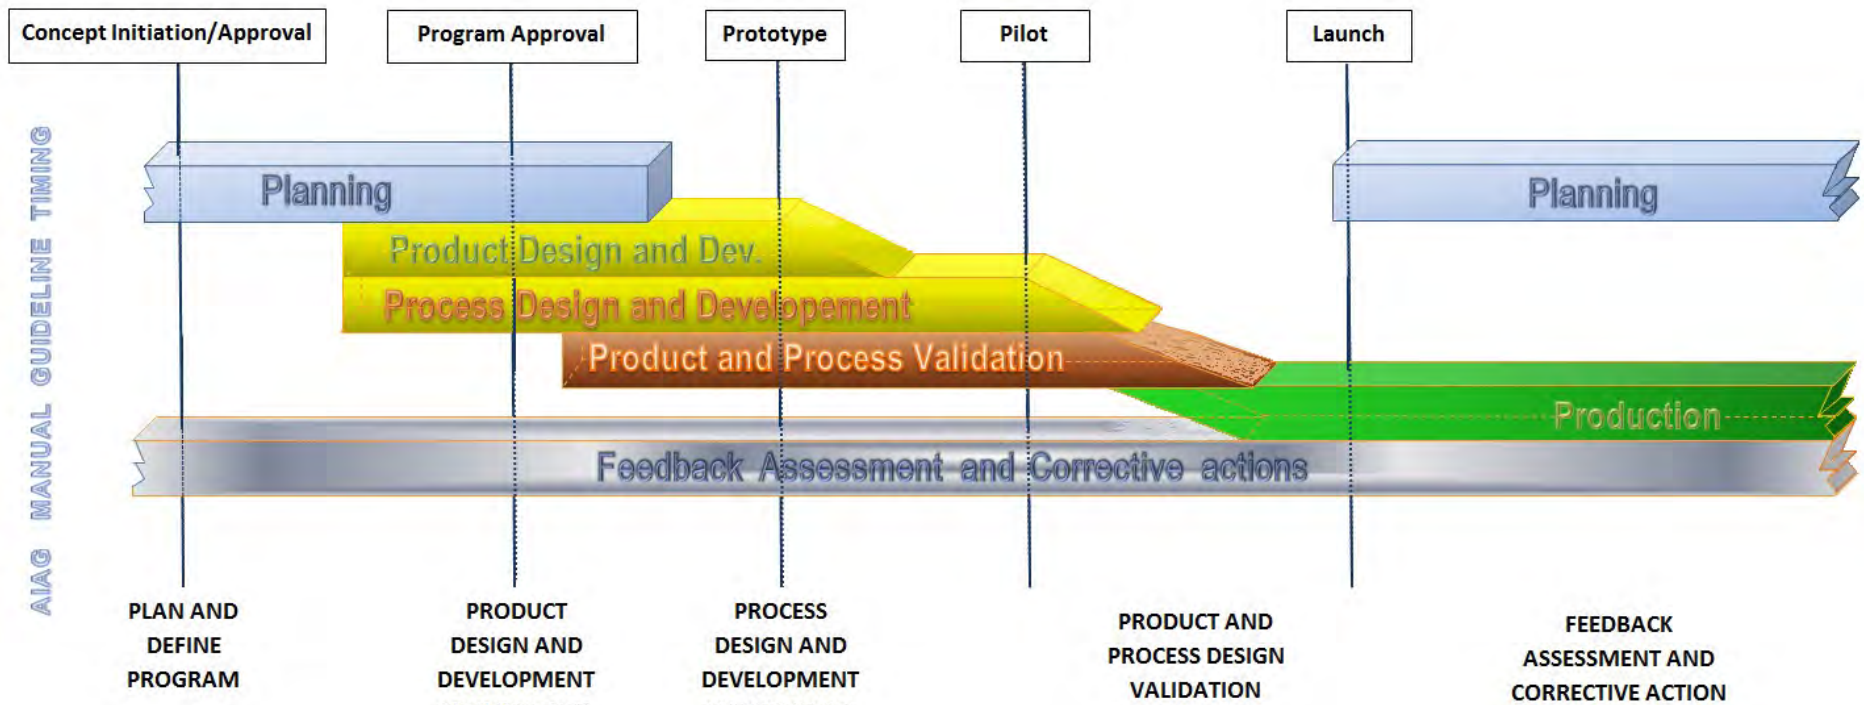 Concept Initiation/Approval
Program Approval
Prototype
Pilot
Launch
AIAG MANUAL GUIDELINE TIMING
Planning
Planning
Product Design and Dev.
Process Design and Developement
Product and Process Validation
Production
Feedback Assessment and Corrective actions
PLAN AND
DEFINE
PROGRAM
PRODUCT
DESIGN AND
DEVELOPMENT
PROCESS
DESIGN AND
DEVELOPMENT
PRODUCT AND
PROCESS DESIGN
VALIDATION
FEEDBACK
ASSESSMENT AND
CORRECTIVE ACTION